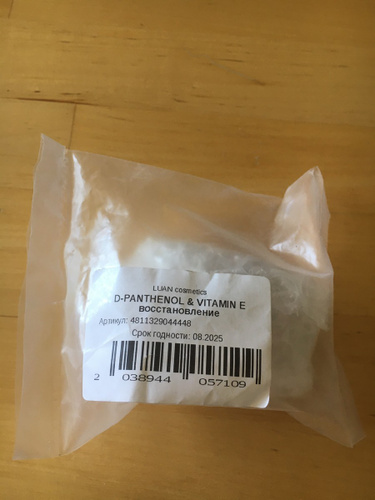 LUAN cosmetics
D-PANTHENOL & VITAMIN E
восстановление
Артикул: 4811329044448
Срок годности: 08.2025
2 038944 057109